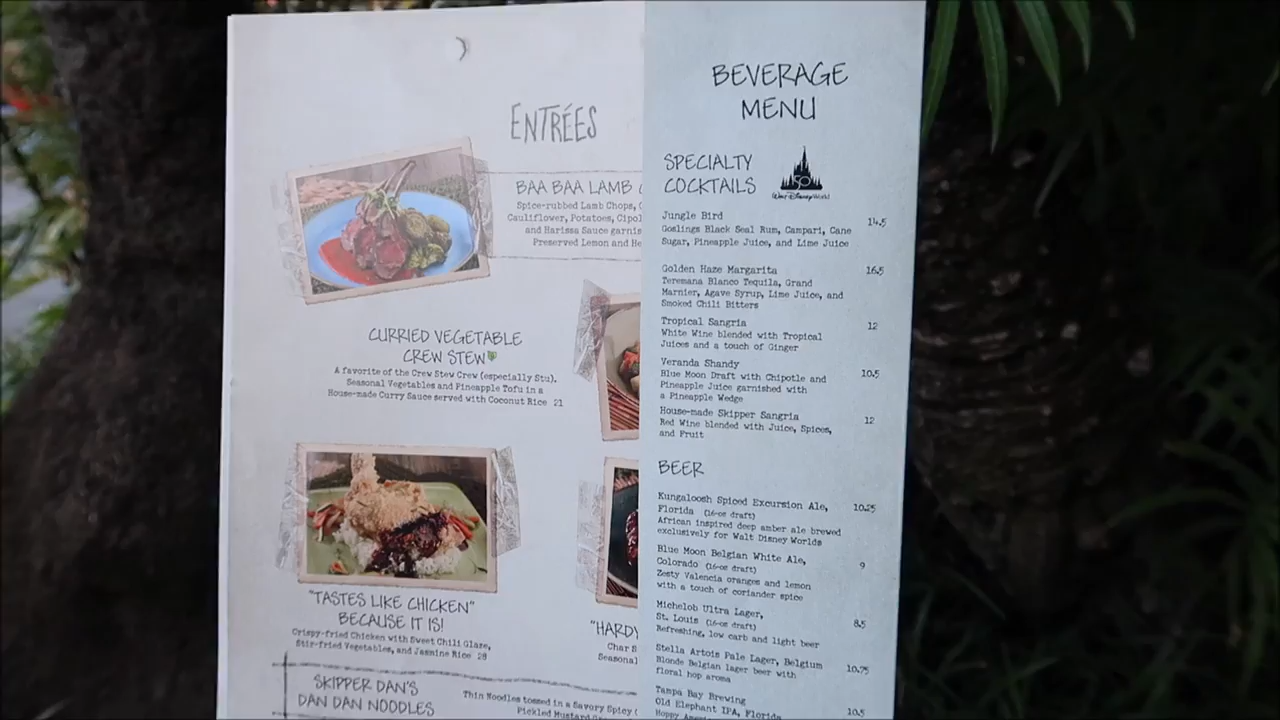 ENTRÉES
BAA BAA LAMB
Spice-rubbed Lamb Chops,
Cauliflower, Potatoes,
and Harissa Sauce
Preserved Lemon and
CURRIED VEGETABLE
CREW STEW
A favorite of the Crew Stew Crew (especially Stu).
Seasonal Vegetables and Pineapple Tofu in a
House-made Curry Sauce served with Coconut Rice 21
"TASTES LIKE CHICKEN"
BECAUSE IT IS!
Crispy-fried Chicken with Sweet Chili Glaze,
Stir-fried Vegetables, and Jasmine Rice
"HARDY
Char S
Seasonal
SKIPPER DAN'S
DAN DAN NOODLES
Thin Noodles tossed in a Savory Spicy
Pickled Mustard
BEVERAGE
MENU
SPECIALTY
COCKTAILS
50
Walt Disney World
Jungle Bird 14.5
Goslings Black Seal Rum, Campari, Cane
Sugar, Pineapple Juice, and Lime Juice
Golden Haze Margarita 16.5
Teremana Blanco Tequila, Grand
Marnier, Agave Syrup, Lime Juice, and
Smoked Chili Bitters
Tropical Sangria 12
White Wine blended with Tropical
Juices and a touch of Ginger
Veranda Shandy 10.5
Blue Moon Draft with Chipotle and
Pineapple Juice garnished with
a Pineapple Wedge
House-made Skipper Sangria 12
Red Wine blended with Juice, Spices,
and Fruit
BEER
Kungaloosh Spiced Excursion Ale, 10.25
Florida (16-oz draft)
African inspired deep amber ale brewed
exclusively for Walt Disney Worlds
Blue Moon Belgian White Ale, 9
Colorado (16-oz draft)
Zesty Valencia oranges and lemon
with a touch of coriander spice
Michelob Ultra Lager, 8.5
St. Louis (16-oz draft)
Refreshing, low carb and light beer
Stella Artois Pale Lager, Belgium 10.75
Blonde Belgian lager beer with
floral hop aroma
Tampa Bay Brewing 10.5
Old Elephant IPA, Florida
Hoppy